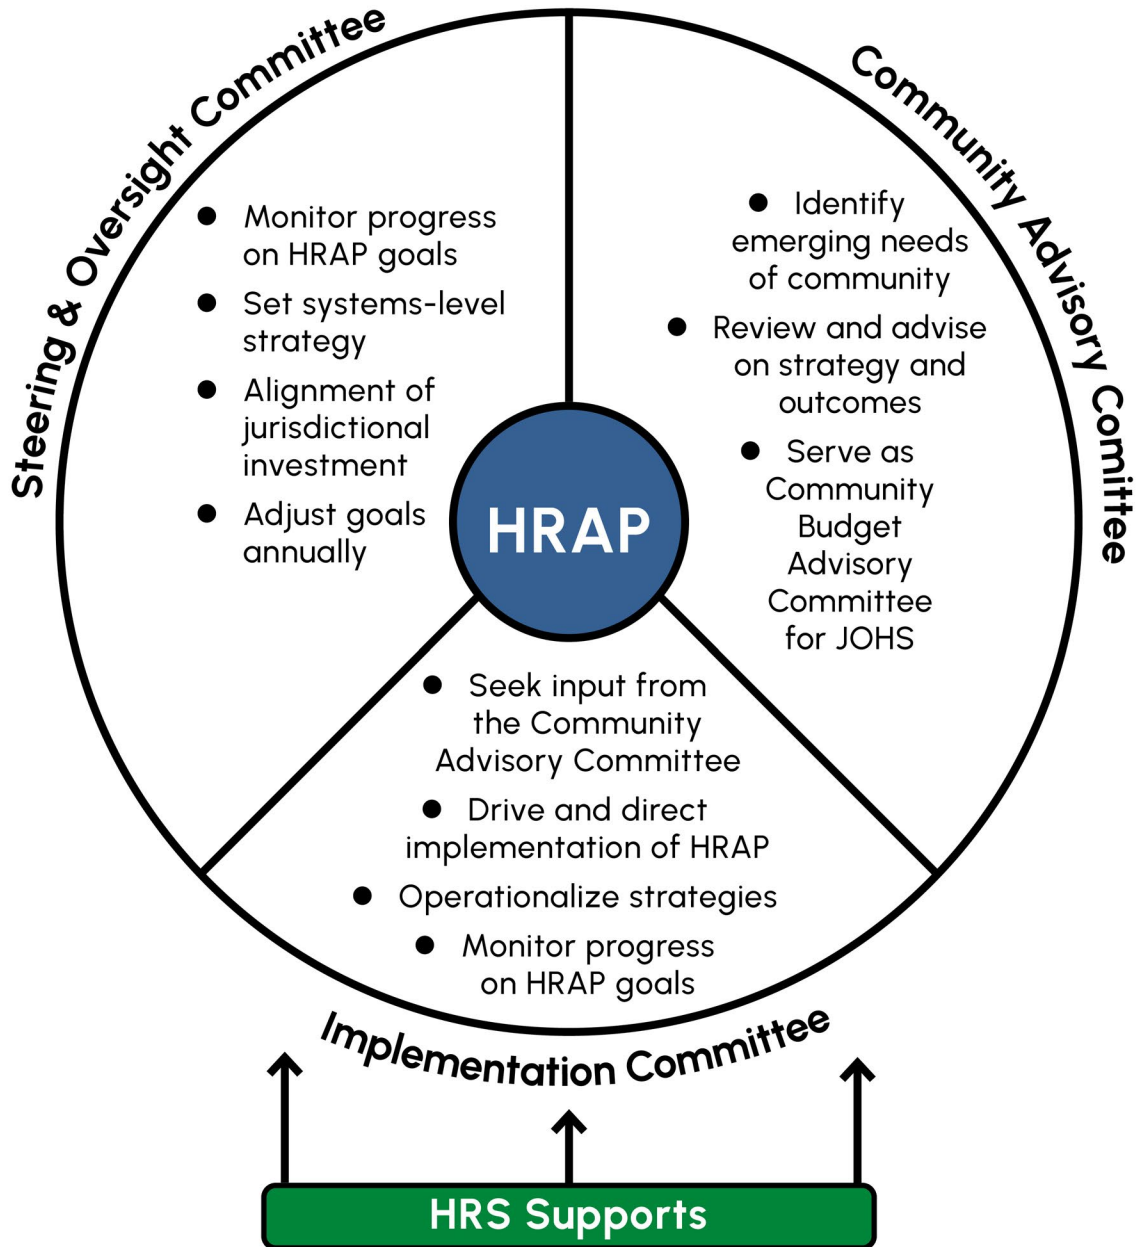 Steering & Oversight Committee
● Monitor progress
on HRAP goals
● Set systems-level
strategy
● Alignment of
jurisdictional
investment
● Adjust goals
annually
Community Advisory Comittee
● Identify
emerging needs
of community
● Review and advise
on strategy and
outcomes
● Serve as
Community
Budget
Advisory
Committee
for JOHS
HRAP
● Seek input from
the Community
Advisory Committee
● Drive and direct
implementation of HRAP
● Operationalize strategies
● Monitor progress
on HRAP goals
Implementation Committee
HRS Supports